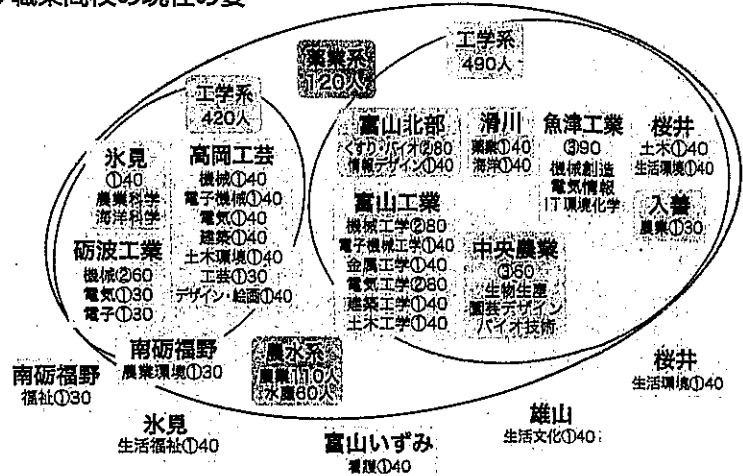 職業高校の現在の姿
薬業系
120人
工学系
490人
工学系
420人
氷見
①40
農業科学
海洋科学
高岡工芸
機械①40
電子機械①40
電気①40
建築①40
土木環境①40
工芸①30
デザイン・絵画①40
砺波工業
機械②60
電気①30
電子①30
富山北部
くすり・バイオ②80
情報デザイン①40
滑川
薬業①40
海洋①40
魚津工業
③90
機械創造
電気情報
IT環境化学
桜井
土木①40
生活環境①40
入善
農業①30
富山工業
機械工学②80
電子機械工学①40
金属工学①40
電気工学②80
建築工学①40
土木工学①40
中央農業
③60
生物生産
園芸デザイン
バイオ技術
南砺福野
農業環境①30
農水系
農業110人
水産60人
南砺福野
福祉①30
氷見
生活福祉①40
富山いずみ
看護①40
雄山
生活文化①40
桜井
生活環境①40